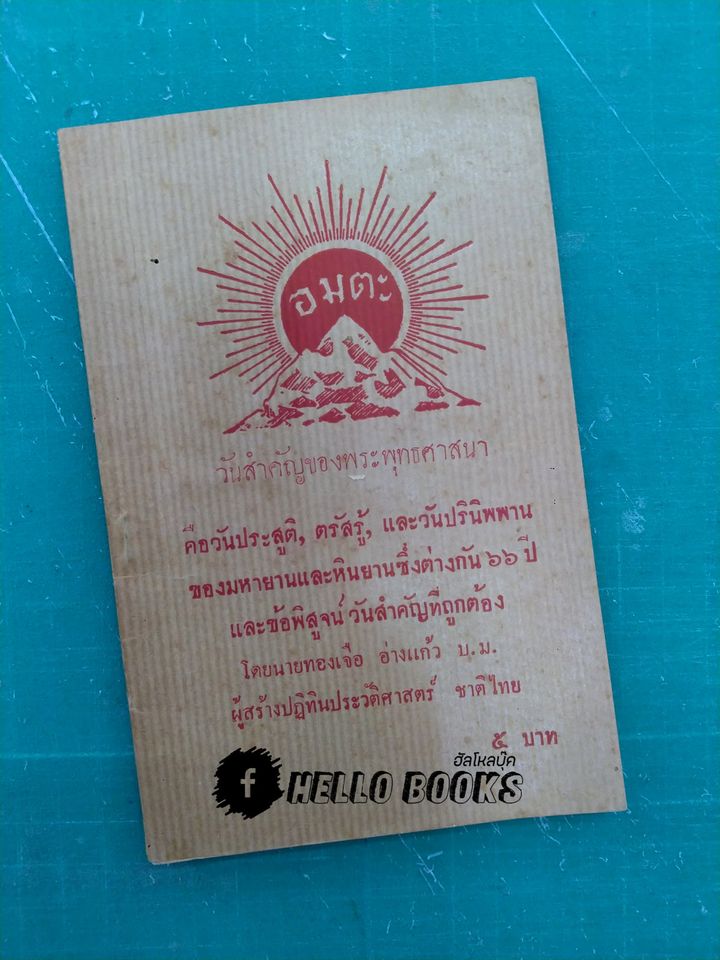 อมตะ
วันสำคัญของพระพุทธศาสนา
คือวันประสูติ, ตรัสรู้, และวันปรินิพพาน
ของมหายานและหินยานซึ่งต่างกัน ๖๖ ปี
และข้อพิสูจน์ วันสำคัญที่ถูกต้อง
โดยนายทองเจือ อ่างแก้ว บ.ม.
ผู้สร้างปฏิทินประวัติศาสตร์ ชาติไทย
๕ บาท
ฮัลโหลบุ๊ค
f HELLO BOOKS